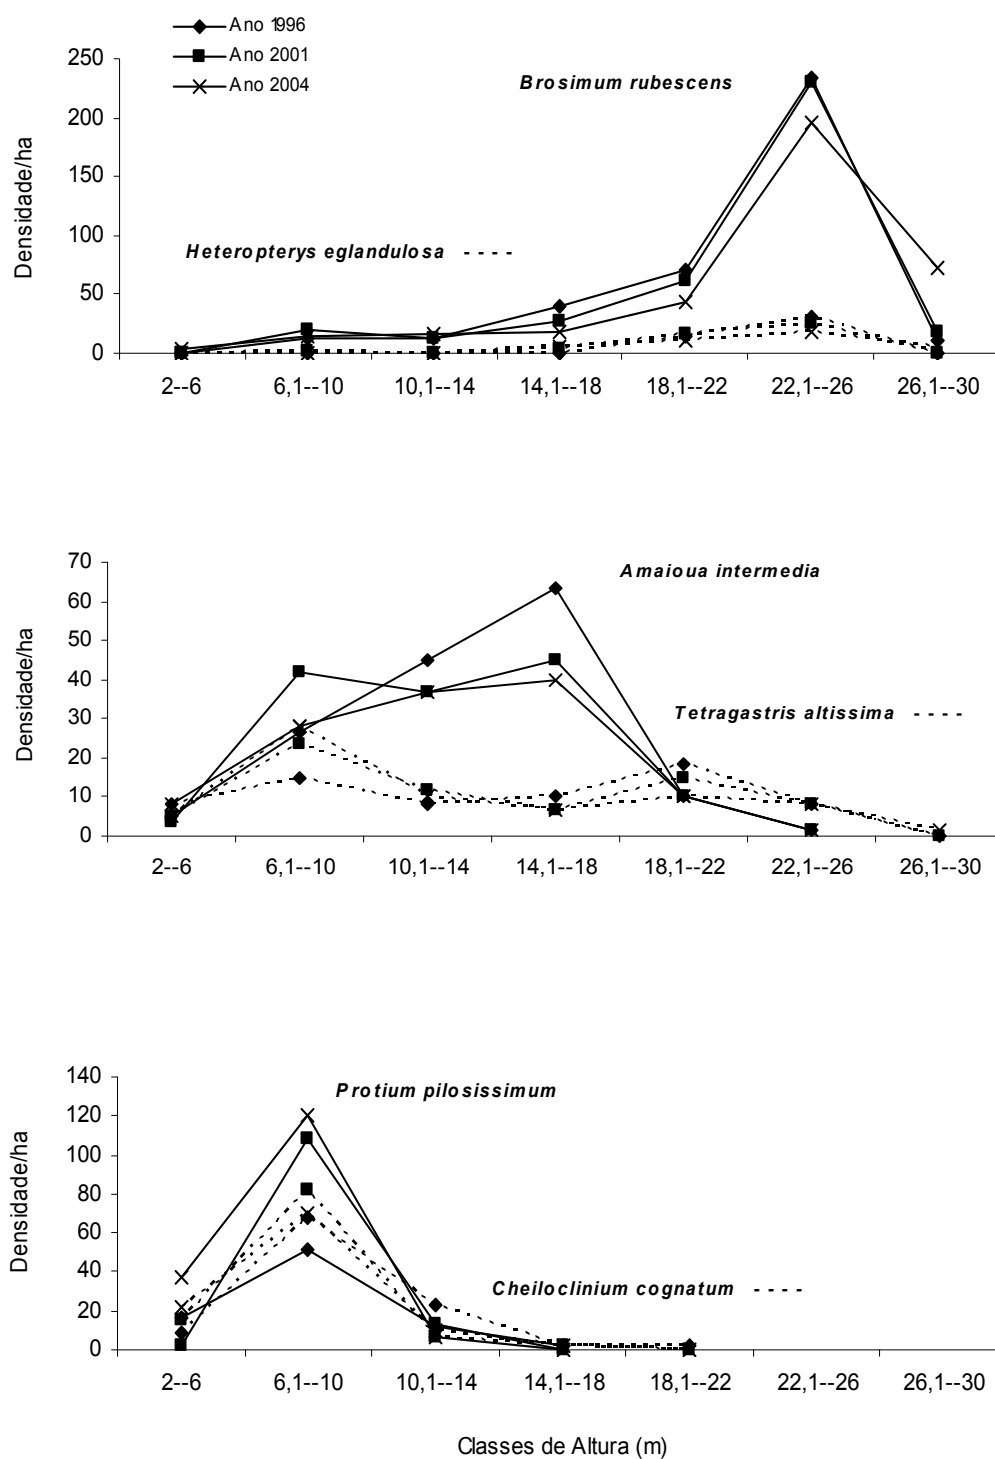 Ano 1996
Ano 2001
Ano 2004
250
200
150
100
50
0
Densidade/ha
Brosimum rubescens
Heteropterys eglandulosa ----
2--6 6,1--10 10,1--14 14,1--18 18,1--22 22,1--26 26,1--30
70
60
50
40
30
20
10
0
Densidade/ha
Amaioua intermedia
Tetragastris altissima ----
2--6 6,1--10 10,1--14 14,1--18 18,1--22 22,1--26 26,1--30
140
120
100
80
60
40
20
0
Densidade/ha
Protium pilosissimum
Cheiloclinium cognatum ----
2--6 6,1--10 10,1--14 14,1--18 18,1--22 22,1--26 26,1--30
Classes de Altura (m)